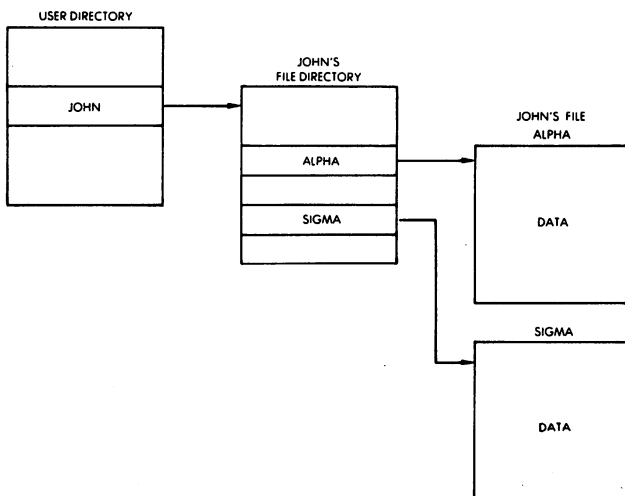 USER DIRECTORY
JOHN
JOHN'S
FILE DIRECTORY
ALPHA
SIGMA
JOHN'S FILE
ALPHA
DATA
SIGMA
DATA